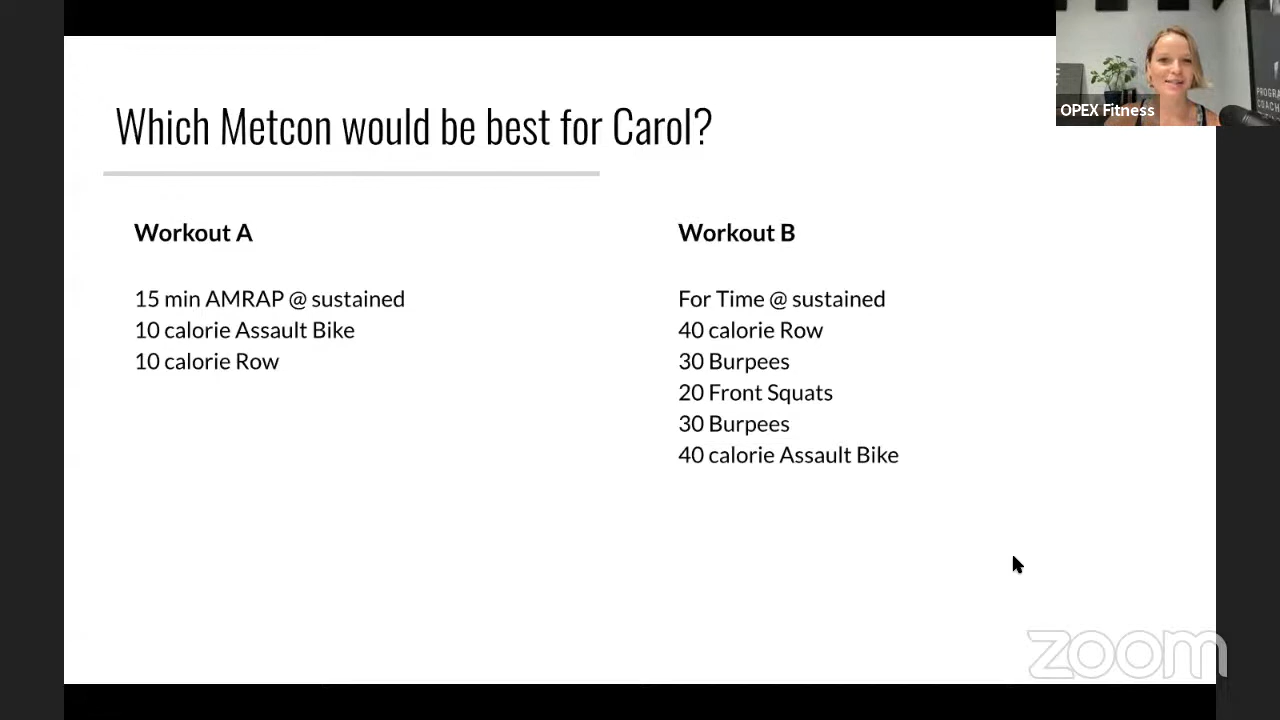 Which Metcon would be best for Carol?
OPEX Fitness
Workout A
15 min AMRAP @ sustained
10 calorie Assault Bike
10 calorie Row
Workout B
For Time @ sustained
40 calorie Row
30 Burpees
20 Front Squats
30 Burpees
40 calorie Assault Bike
zoom